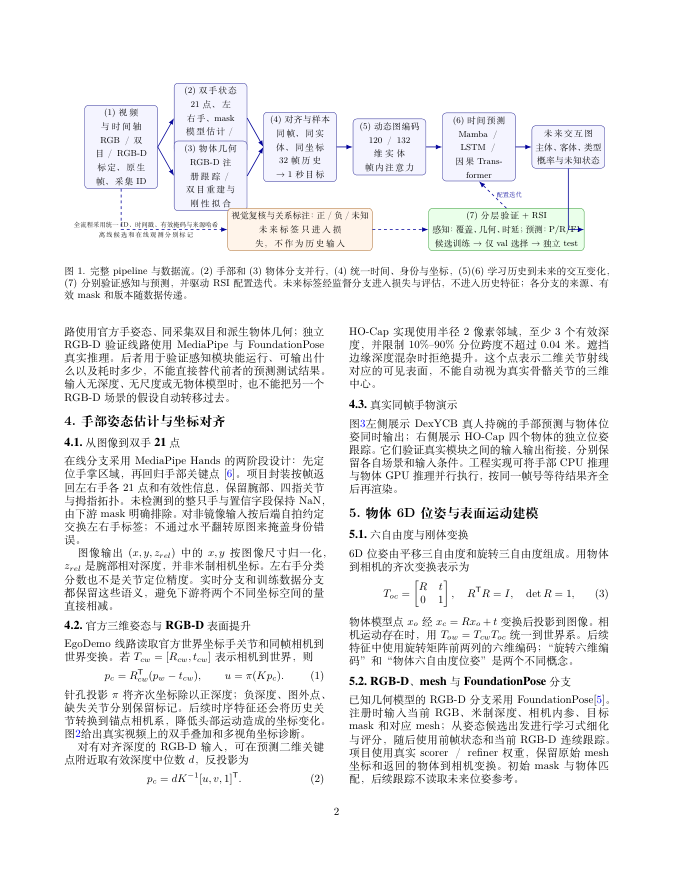 (1) 视频
与时间轴
RGB / 双
目 / RGB-D
标定、原生
帧、采集 ID
(2) 双手状态
21 点、左
右手、mask
模型估计 /
(3) 物体几何
RGB-D 注
册跟踪 /
双目重建与
刚性拟合
(4) 对齐与样本
同帧、同实
体、同坐标
32 帧历史
→ 1 秒目标
(5) 动态图编码
120 / 132
维实体
帧内注意力
(6) 时间预测
Mamba /
LSTM /
因果 Trans-
former
未来交互图
主体、客体、类型
概率与未知状态
配置迭代
全流程采用统一 ID、时间戳、有效掩码与来源哈希
离线候选和在线观测分别标记
视觉复核与关系标注: 正 / 负 / 未知
未来标签只进入损
失，不作为历史输入
(7) 分层验证 + RSI
感知: 覆盖, 几何, 时延; 预测: P/R/F1
候选训练 → 仅 val 选择 → 独立 test
图 1. 完整 pipeline 与数据流。(2) 手部和 (3) 物体分支并行，(4) 统一时间、身份与坐标，(5)(6) 学习历史到未来的交互变化，
(7) 分别验证感知与预测，并驱动 RSI 配置迭代。未来标签经监督分支进入损失与评估，不进入历史特征；各分支的来源、有
效 mask 和版本随数据传递。
路使用官方手姿态、同采集双目和派生物体几何；独立
RGB-D 验证线路使用 MediaPipe 与 FoundationPose
真实推理。后者用于验证感知模块能运行、可输出什
么以及耗时多少，不能直接替代前者的预测测试结果。
输入无深度、无尺度或无物体模型时，也不能把另一个
RGB-D 场景的假设自动转移过去。
4. 手部姿态估计与坐标对齐
4.1. 从图像到双手 21 点
在线分支采用 MediaPipe Hands 的两阶段设计：先定
位手掌区域，再回归手部关键点 [6]。项目封装按帧返
回左右手各 21 点和有效性信息，保留腕部、四指关节
与拇指拓扑。未检测到的整只手与置信字段保持 NaN，
由下游 mask 明确排除。对非镜像输入按后端自拍约定
交换左右手标签；不通过水平翻转原图来掩盖身份错
误。
图像输出 (x, y, z_rel) 中的 x, y 按图像尺寸归一化，
z_rel 是腕部相对深度，并非米制相机坐标。左右手分类
分数也不是关节定位精度。实时分支和训练数据分支
都保留这些语义，避免下游将两个不同坐标空间的量
直接相减。
4.2. 官方三维姿态与 RGB-D 表面提升
EgoDemo 线路读取官方世界坐标手关节和同帧相机到
世界变换。若 T_cw = [R_cw, t_cw] 表示相机到世界，则
p_c = R_cw^T(p_w − t_cw), u = π(Kp_c). (1)
针孔投影 π 将齐次坐标除以正深度；负深度、图外点、
缺失关节分别保留标记。后续时序特征还会将历史关
节转换到锚点相机系，降低头部运动造成的坐标变化。
图2给出真实视频上的双手叠加和多视角坐标诊断。
对有对齐深度的 RGB-D 输入，可在预测二维关键
点附近取有效深度中位数 d，反投影为
p_c = dK^−1[u, v, 1]^T. (2)
HO-Cap 实现使用半径 2 像素邻域，至少 3 个有效深
度，并限制 10%–90% 分位跨度不超过 0.04 米。遮挡
边缘深度混杂时拒绝提升。这个点表示二维关节射线
对应的可见表面，不能自动视为真实骨骼关节的三维
中心。
4.3. 真实同帧手物演示
图3左侧展示 DexYCB 真人持碗的手部预测与物体位
姿同时输出；右侧展示 HO-Cap 四个物体的独立位姿
跟踪。它们验证真实模块之间的输入输出衔接，分别保
留各自场景和输入条件。工程实现可将手部 CPU 推理
与物体 GPU 推理并行执行，按同一帧号等待结果齐全
后再渲染。
5. 物体 6D 位姿与表面运动建模
5.1. 六自由度与刚体变换
6D 位姿由平移三自由度和旋转三自由度组成。用物体
到相机的齐次变换表示为
T_oc = [R t; 0 1], R^T R = I, det R = 1, (3)
物体模型点 x_o 经 x_c = Rx_o + t 变换后投影到图像。相
机运动存在时，用 T_ow = T_cw T_oc 统一到世界系。后续
特征中使用旋转矩阵前两列的六维编码；“旋转六维编
码” 和 “物体六自由度位姿” 是两个不同概念。
5.2. RGB-D、mesh 与 FoundationPose 分支
已知几何模型的 RGB-D 分支采用 FoundationPose[5]。
注册时输入当前 RGB、米制深度、相机内参、目标
mask 和对应 mesh；从姿态候选出发进行学习式细化
与评分，随后使用前帧状态和当前 RGB-D 连续跟踪。
项目使用真实 scorer / refiner 权重，保留原始 mesh
坐标和返回的物体到相机变换。初始 mask 与物体匹
配，后续跟踪不读取未来位姿参考。
2